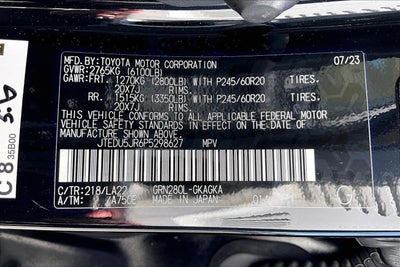 MFD.BY:TOYOTA MOTOR CORPORATION 07/23
GVWR:2765KG (6100LB)
GAWR:FRT. 1270KG (2800LB) WITH P245/60R20 TIRES.
20X7J RIMS.
RR. 1515KG (3350LB) WITH P245/60R20 TIRES.
20X7J RIMS.
THIS VEHICLE CONFORMS TO ALL APPLICABLE FEDERAL MOTOR
VEHICLE SAFETY STANDARDS IN EFFECT ON THE DATE OF
MANUFACTURE SHOWN ABOVE.
JTEDU5JR6P5298627 MPV
C/TR:218/LA22 GRN280L-GKAGKA
A/TM: /A750E MADE IN JAPAN
C 8
35B00